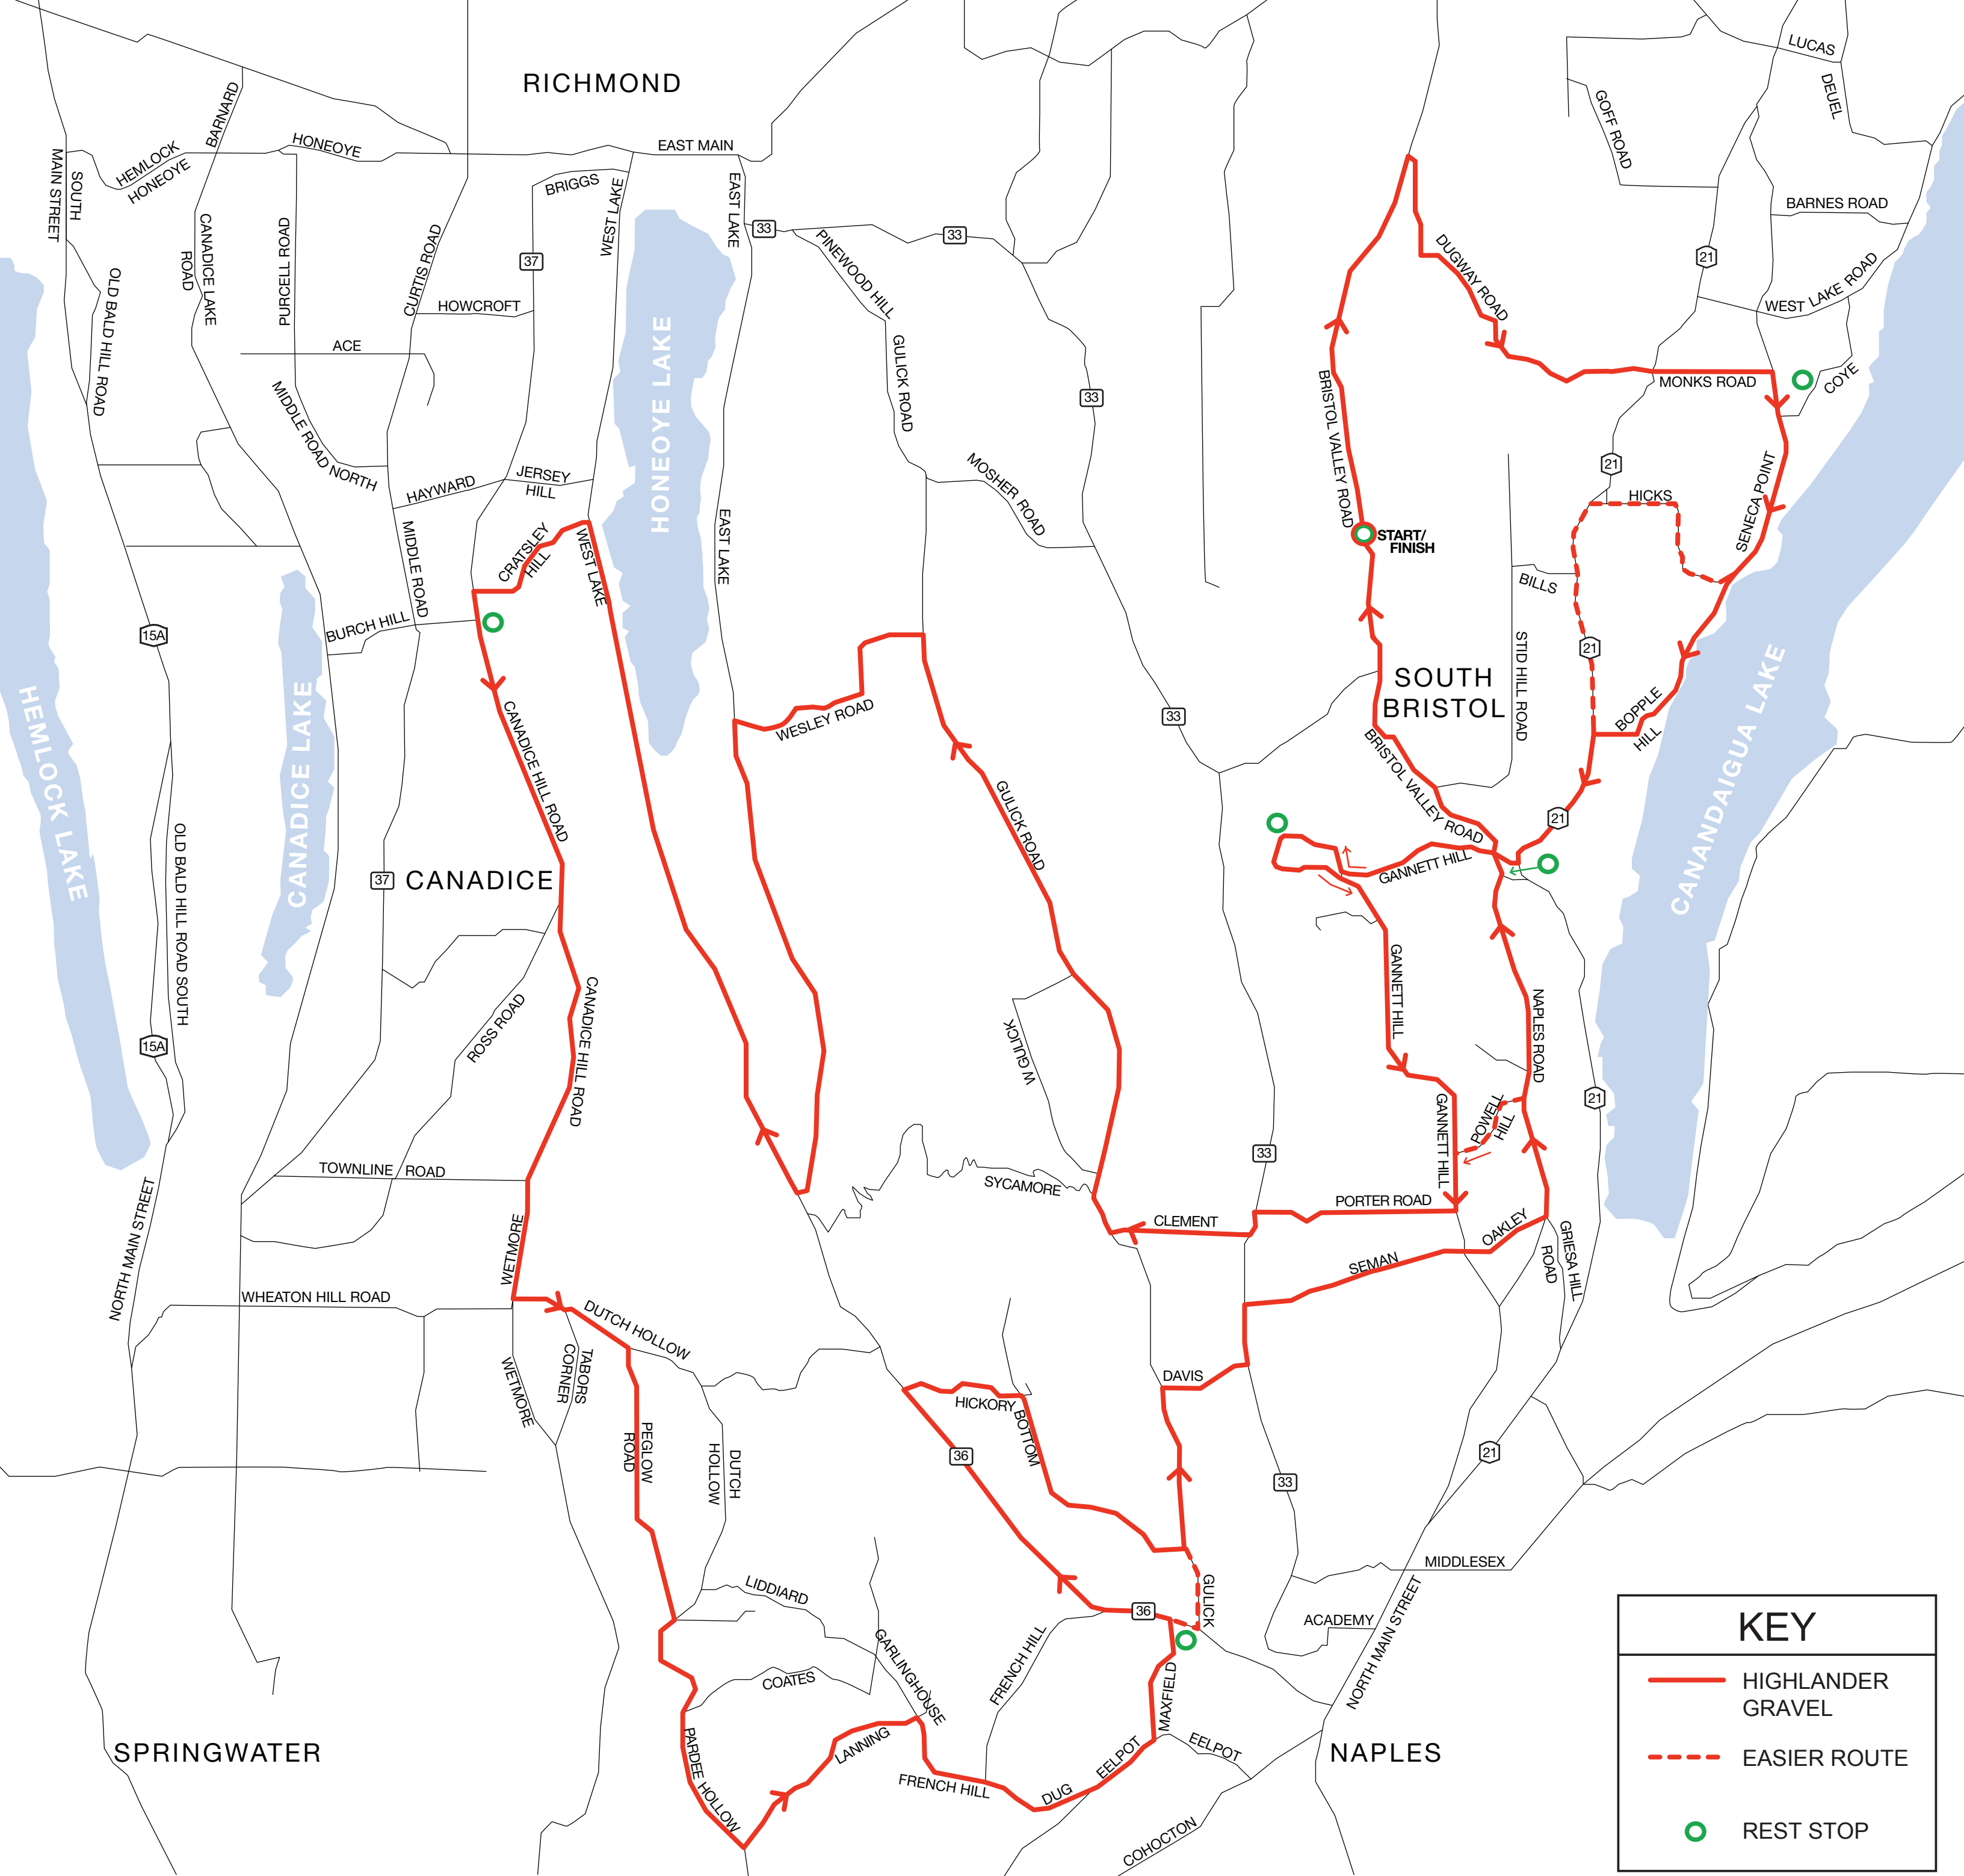 RICHMOND
LUCAS
DEUEL
GOFF ROAD
BARNARD
HEMLOCK
HONEOYE
HONEOYE
EAST MAIN
MAIN STREET
SOUTH
BRIGGS
WEST LAKE
EAST LAKE
33
33
BARNES ROAD
CANADICE LAKE
ROAD
PURCELL ROAD
CURTIS ROAD
37
PINEWOOD HILL
DUGWAY ROAD
21
WEST LAKE ROAD
OLD BALD HILL ROAD
HOWCROFT
ACE
GULICK ROAD
33
BRISTOL VALLEY ROAD
MONKS ROAD
COYE
HONEOYE LAKE
MIDDLE ROAD NORTH
HAYWARD
JERSEY
HILL
MOSHER ROAD
21
HICKS
SENECA POINT
MIDDLE ROAD
CRATSLEY
HILL
WEST LAKE
EAST LAKE
START/
FINISH
BILLS
15A
BURCH HILL
21
STID HILL ROAD
SOUTH
BRISTOL
HEMLOCK LAKE
CANADICE LAKE
CANADICE HILL ROAD
WESLEY ROAD
33
BRISTOL VALLEY ROAD
BOPPLE
HILL
CANANDAIGUA LAKE
GULICK ROAD
21
OLD BALD HILL ROAD SOUTH
37
CANADICE
GANNETT HILL
15A
ROSS ROAD
CANADICE HILL ROAD
W GULICK
GANNETT HILL
NAPLES ROAD
21
GANNETT HILL
POWELL
HILL
33
TOWNLINE ROAD
SYCAMORE
PORTER ROAD
CLEMENT
NORTH MAIN STREET
WETMORE
OAKLEY
SEMAN
GRIESA HILL
ROAD
WHEATON HILL ROAD
DUTCH HOLLOW
WETMORE
TABORS
CORNER
DAVIS
HICKORY
BOTTOM
36
PEGLOW
ROAD
DUTCH
HOLLOW
33
21
MIDDLESEX
LIDDIARD
GULICK
36
ACADEMY
NORTH MAIN STREET
GARLINGHOUSE
FRENCH HILL
COATES
MAXFIELD
SPRINGWATER
PARDEE HOLLOW
LANNING
FRENCH HILL
DUG
EELPOT
EELPOT
NAPLES
COHOCTON
KEY
HIGHLANDER
GRAVEL
EASIER ROUTE
REST STOP